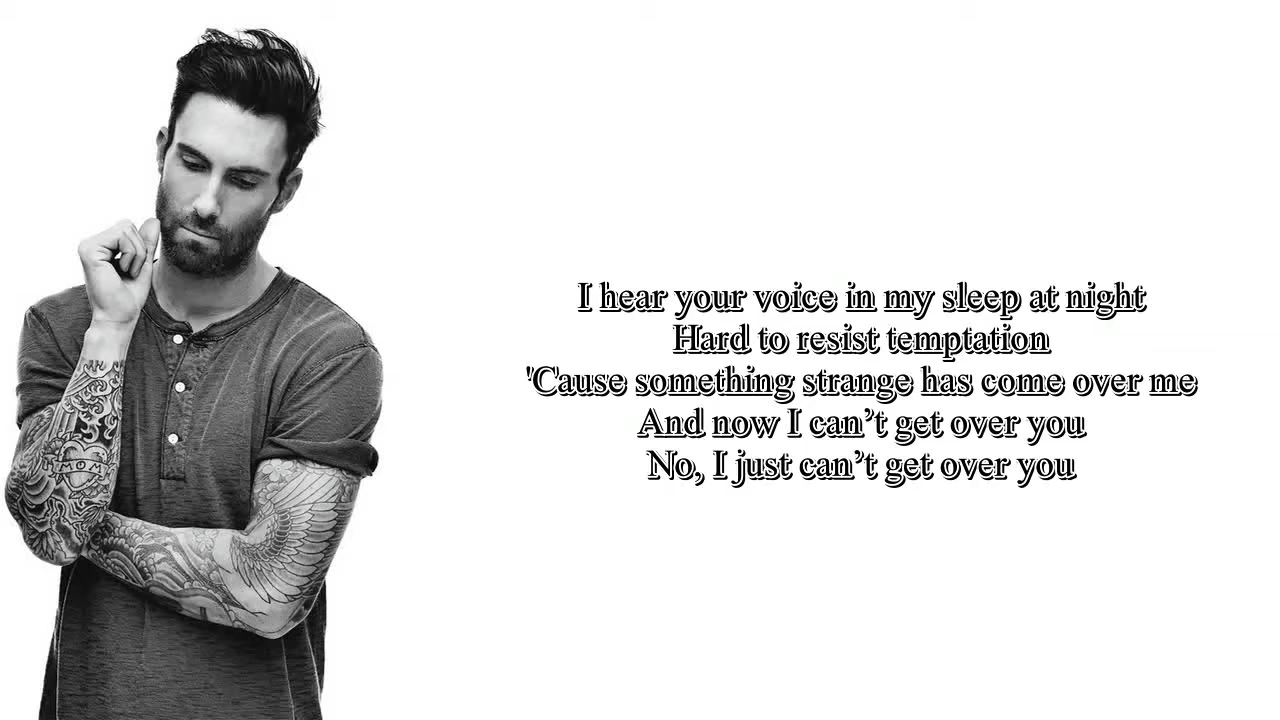 I hear your voice in my sleep at night
Hard to resist temptation
'Cause something strange has come over me
And now I can’t get over you
No, I just can’t get over you
MOM